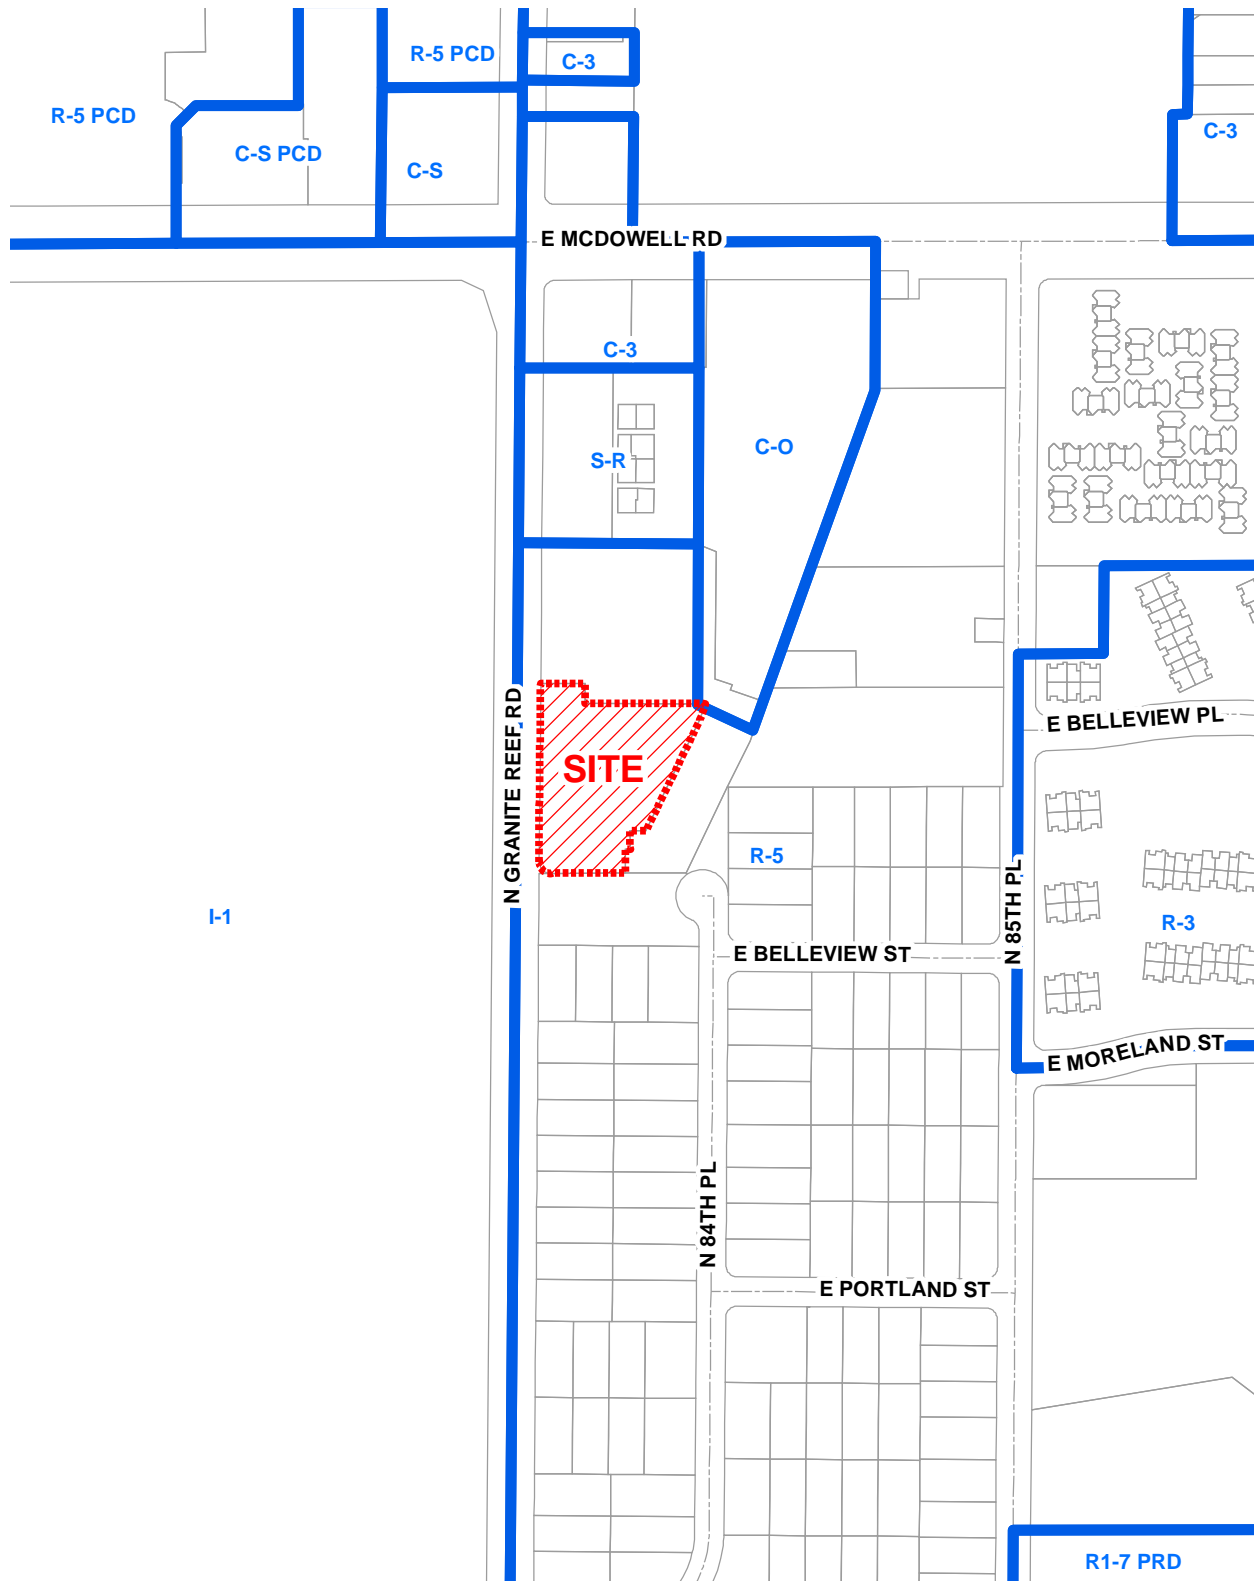 R-5 PCD
C-3
R-5 PCD
C-3
C-S PCD
C-S
E MCDOWELL RD
C-3
C-O
S-R
E BELLEVIEW PL
N GRANITE REEF RD
SITE
R-5
I-1
N 85TH PL
R-3
E BELLEVIEW ST
E MORELAND ST
N 84TH PL
E PORTLAND ST
R1-7 PRD